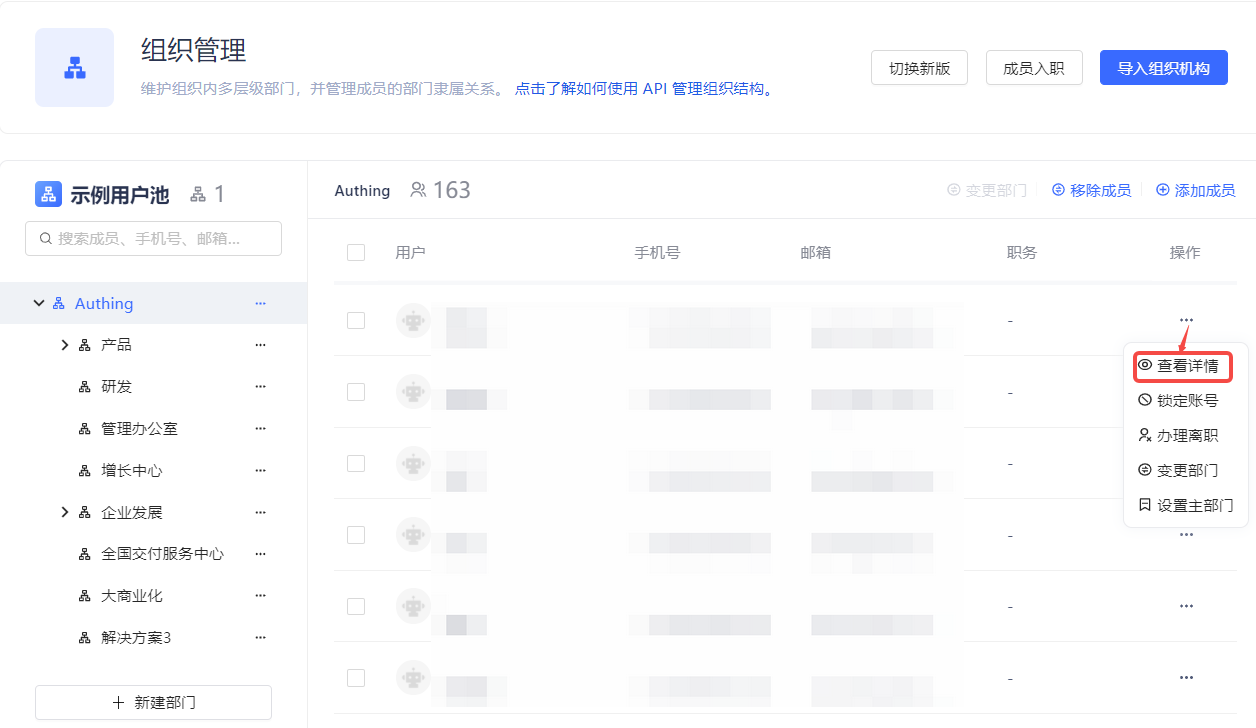 组织管理
维护组织内多层级部门，并管理成员的部门隶属关系。 点击了解如何使用 API 管理组织结构。
切换新版
成员入职
导入组织机构
示例用户池 1
搜索成员、手机号、邮箱...
Authing
产品
研发
管理办公室
增长中心
企业发展
全国交付服务中心
大商业化
解决方案3
新建部门
Authing 163
变更部门
移除成员
添加成员
用户 手机号 邮箱 职务 操作
-
-
-
-
-
-
查看详情
锁定账号
办理离职
变更部门
设置主部门